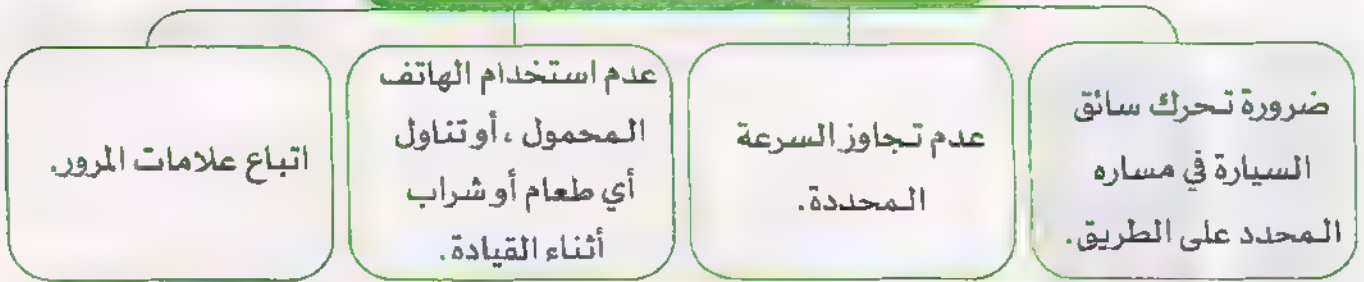 ضرورة تحرك سائق
السيارة في مساره
المحدد على الطريق.
عدم تجاوز السرعة
المحددة.
عدم استخدام الهاتف
المحمول ، أو تناول
أي طعام أو شراب
أثناء القيادة.
اتباع علامات المرور.